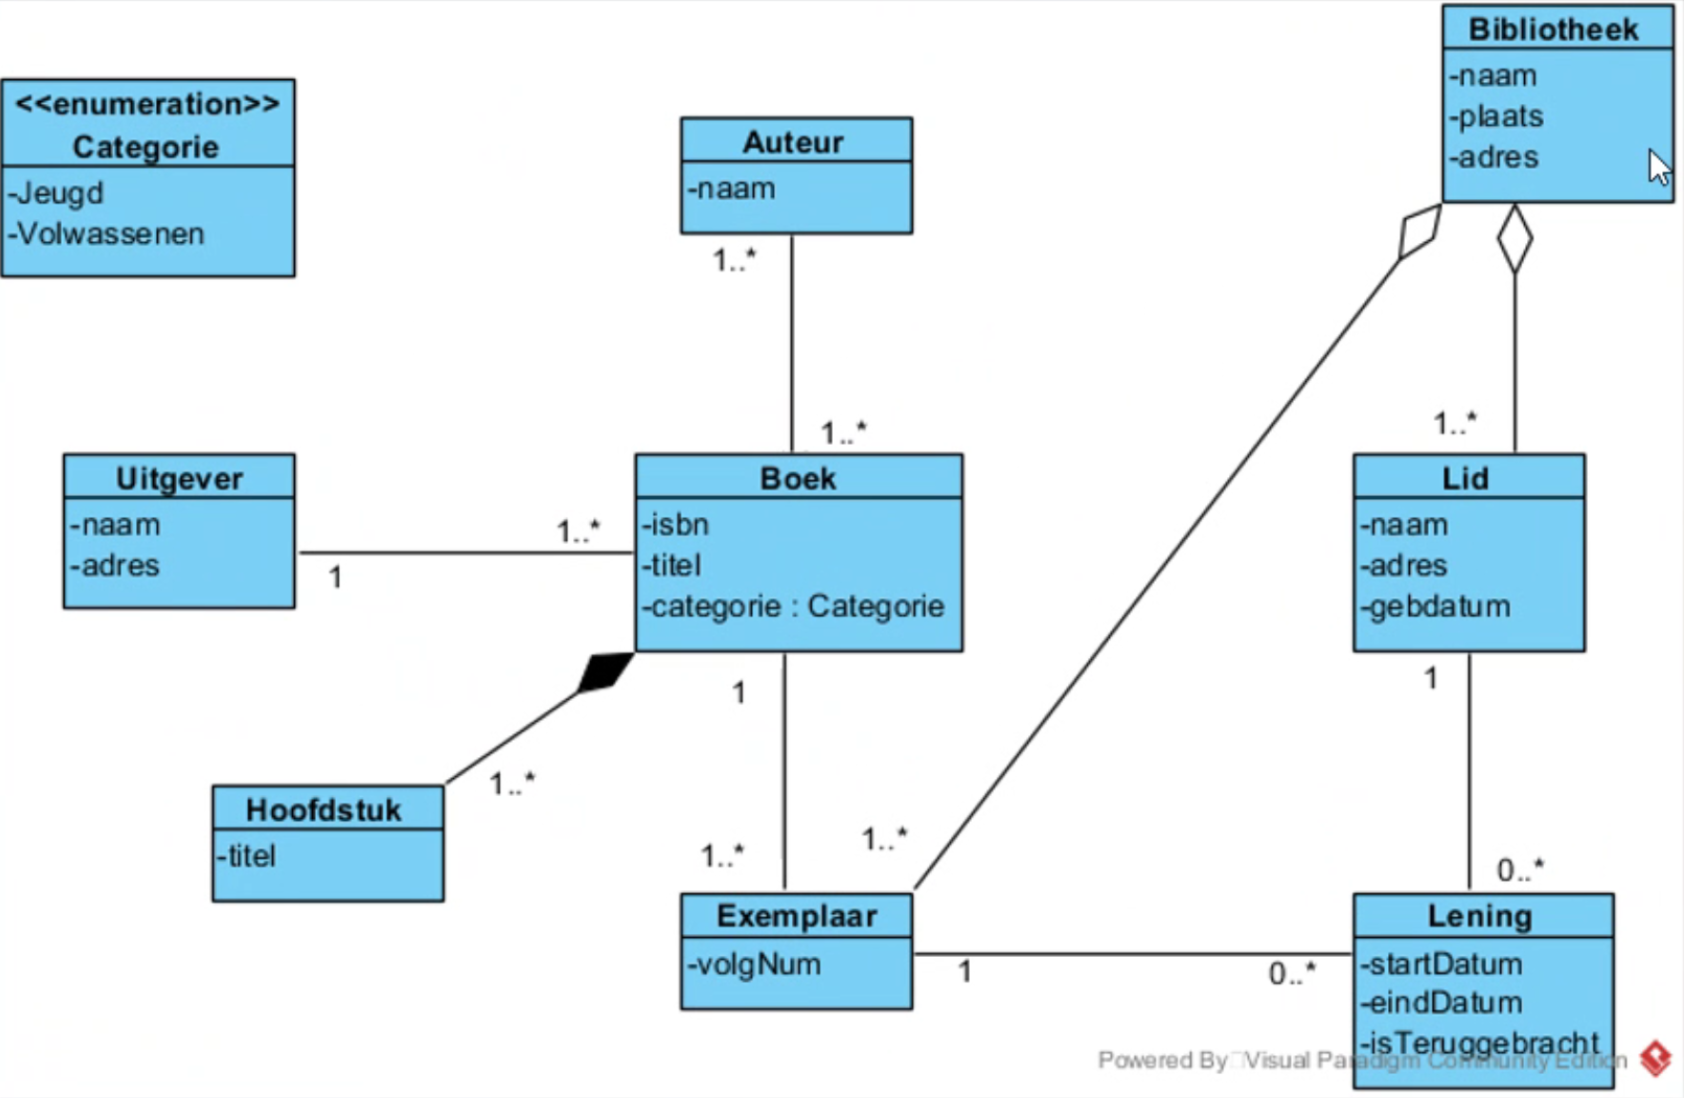 <<enumeration>>
Categorie
-Jeugd
-Volwassenen
Auteur
-naam
1..*
1..*
Bibliotheek
-naam
-plaats
-adres
Uitgever
-naam
-adres
1
1..*
Boek
-isbn
-titel
-categorie : Categorie
1..*
Lid
-naam
-adres
-gebdatum
1
1
1..*
Hoofdstuk
-titel
1..*
1..*
0..*
Exemplaar
-volgNum
1
0..*
Lening
-startDatum
-eindDatum
-isTeruggebracht
Powered By Visual Paradigm Community Edition